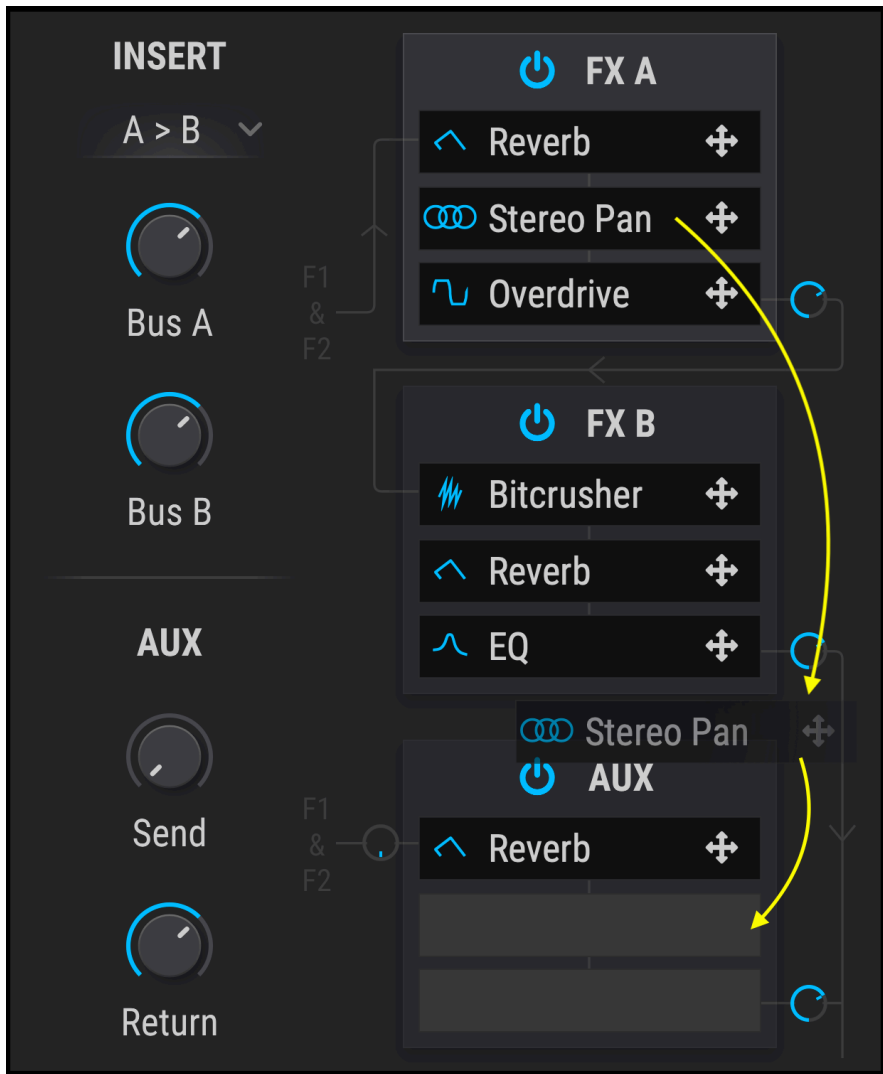 INSERT
A > B
Bus A
Bus B
AUX
Send
Return
F1
&
F2
FX A
Reverb
Stereo Pan
Overdrive
FX B
Bitcrusher
Reverb
EQ
Stereo Pan
AUX
F1
&
F2
Reverb